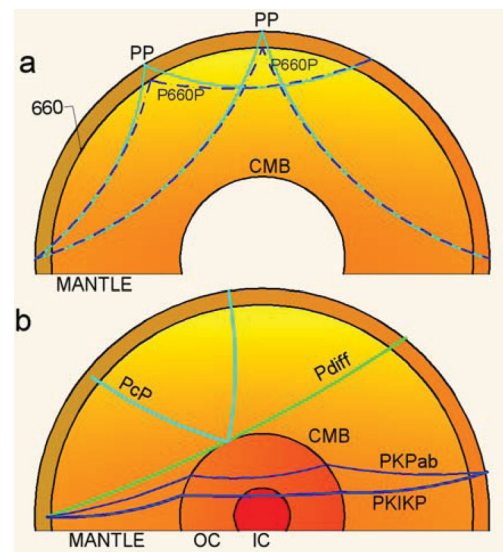 PP
PP
a
P660P
P660P
660
CMB
MANTLE
b
PcP
Pdiff
CMB
PKPab
PKIKP
MANTLE OC IC